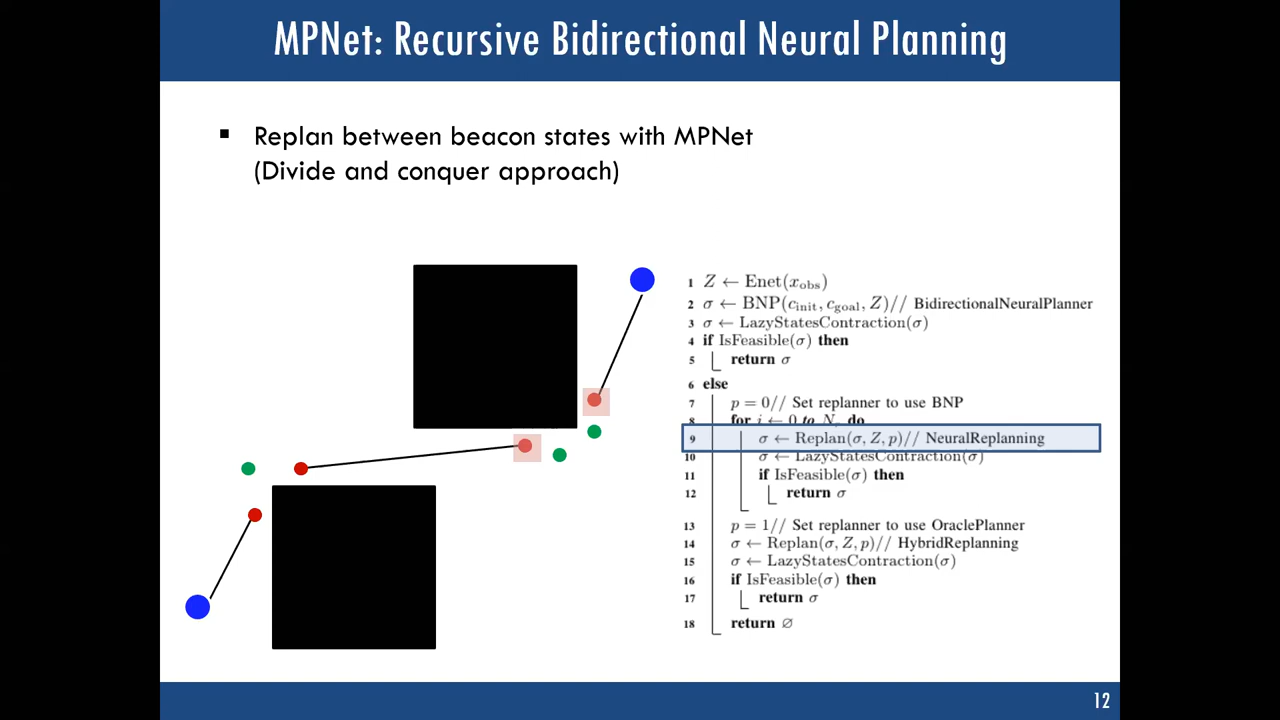 MPNet: Recursive Bidirectional Neural Planning
▪ Replan between beacon states with MPNet
(Divide and conquer approach)
1 Z ← Enet(x_obs)
2 σ ← BNP(c_init, c_goal, Z)// BidirectionalNeuralPlanner
3 σ ← LazyStatesContraction(σ)
4 if IsFeasible(σ) then
5 return σ
6 else
7 p = 0// Set replanner to use BNP
8 for i ← 0 to N_r do
9 σ ← Replan(σ, Z, p)// NeuralReplanning
10 σ ← LazyStatesContraction(σ)
11 if IsFeasible(σ) then
12 return σ
13 p = 1// Set replanner to use OraclePlanner
14 σ ← Replan(σ, Z, p)// HybridReplanning
15 σ ← LazyStatesContraction(σ)
16 if IsFeasible(σ) then
17 return σ
18 return ∅
12